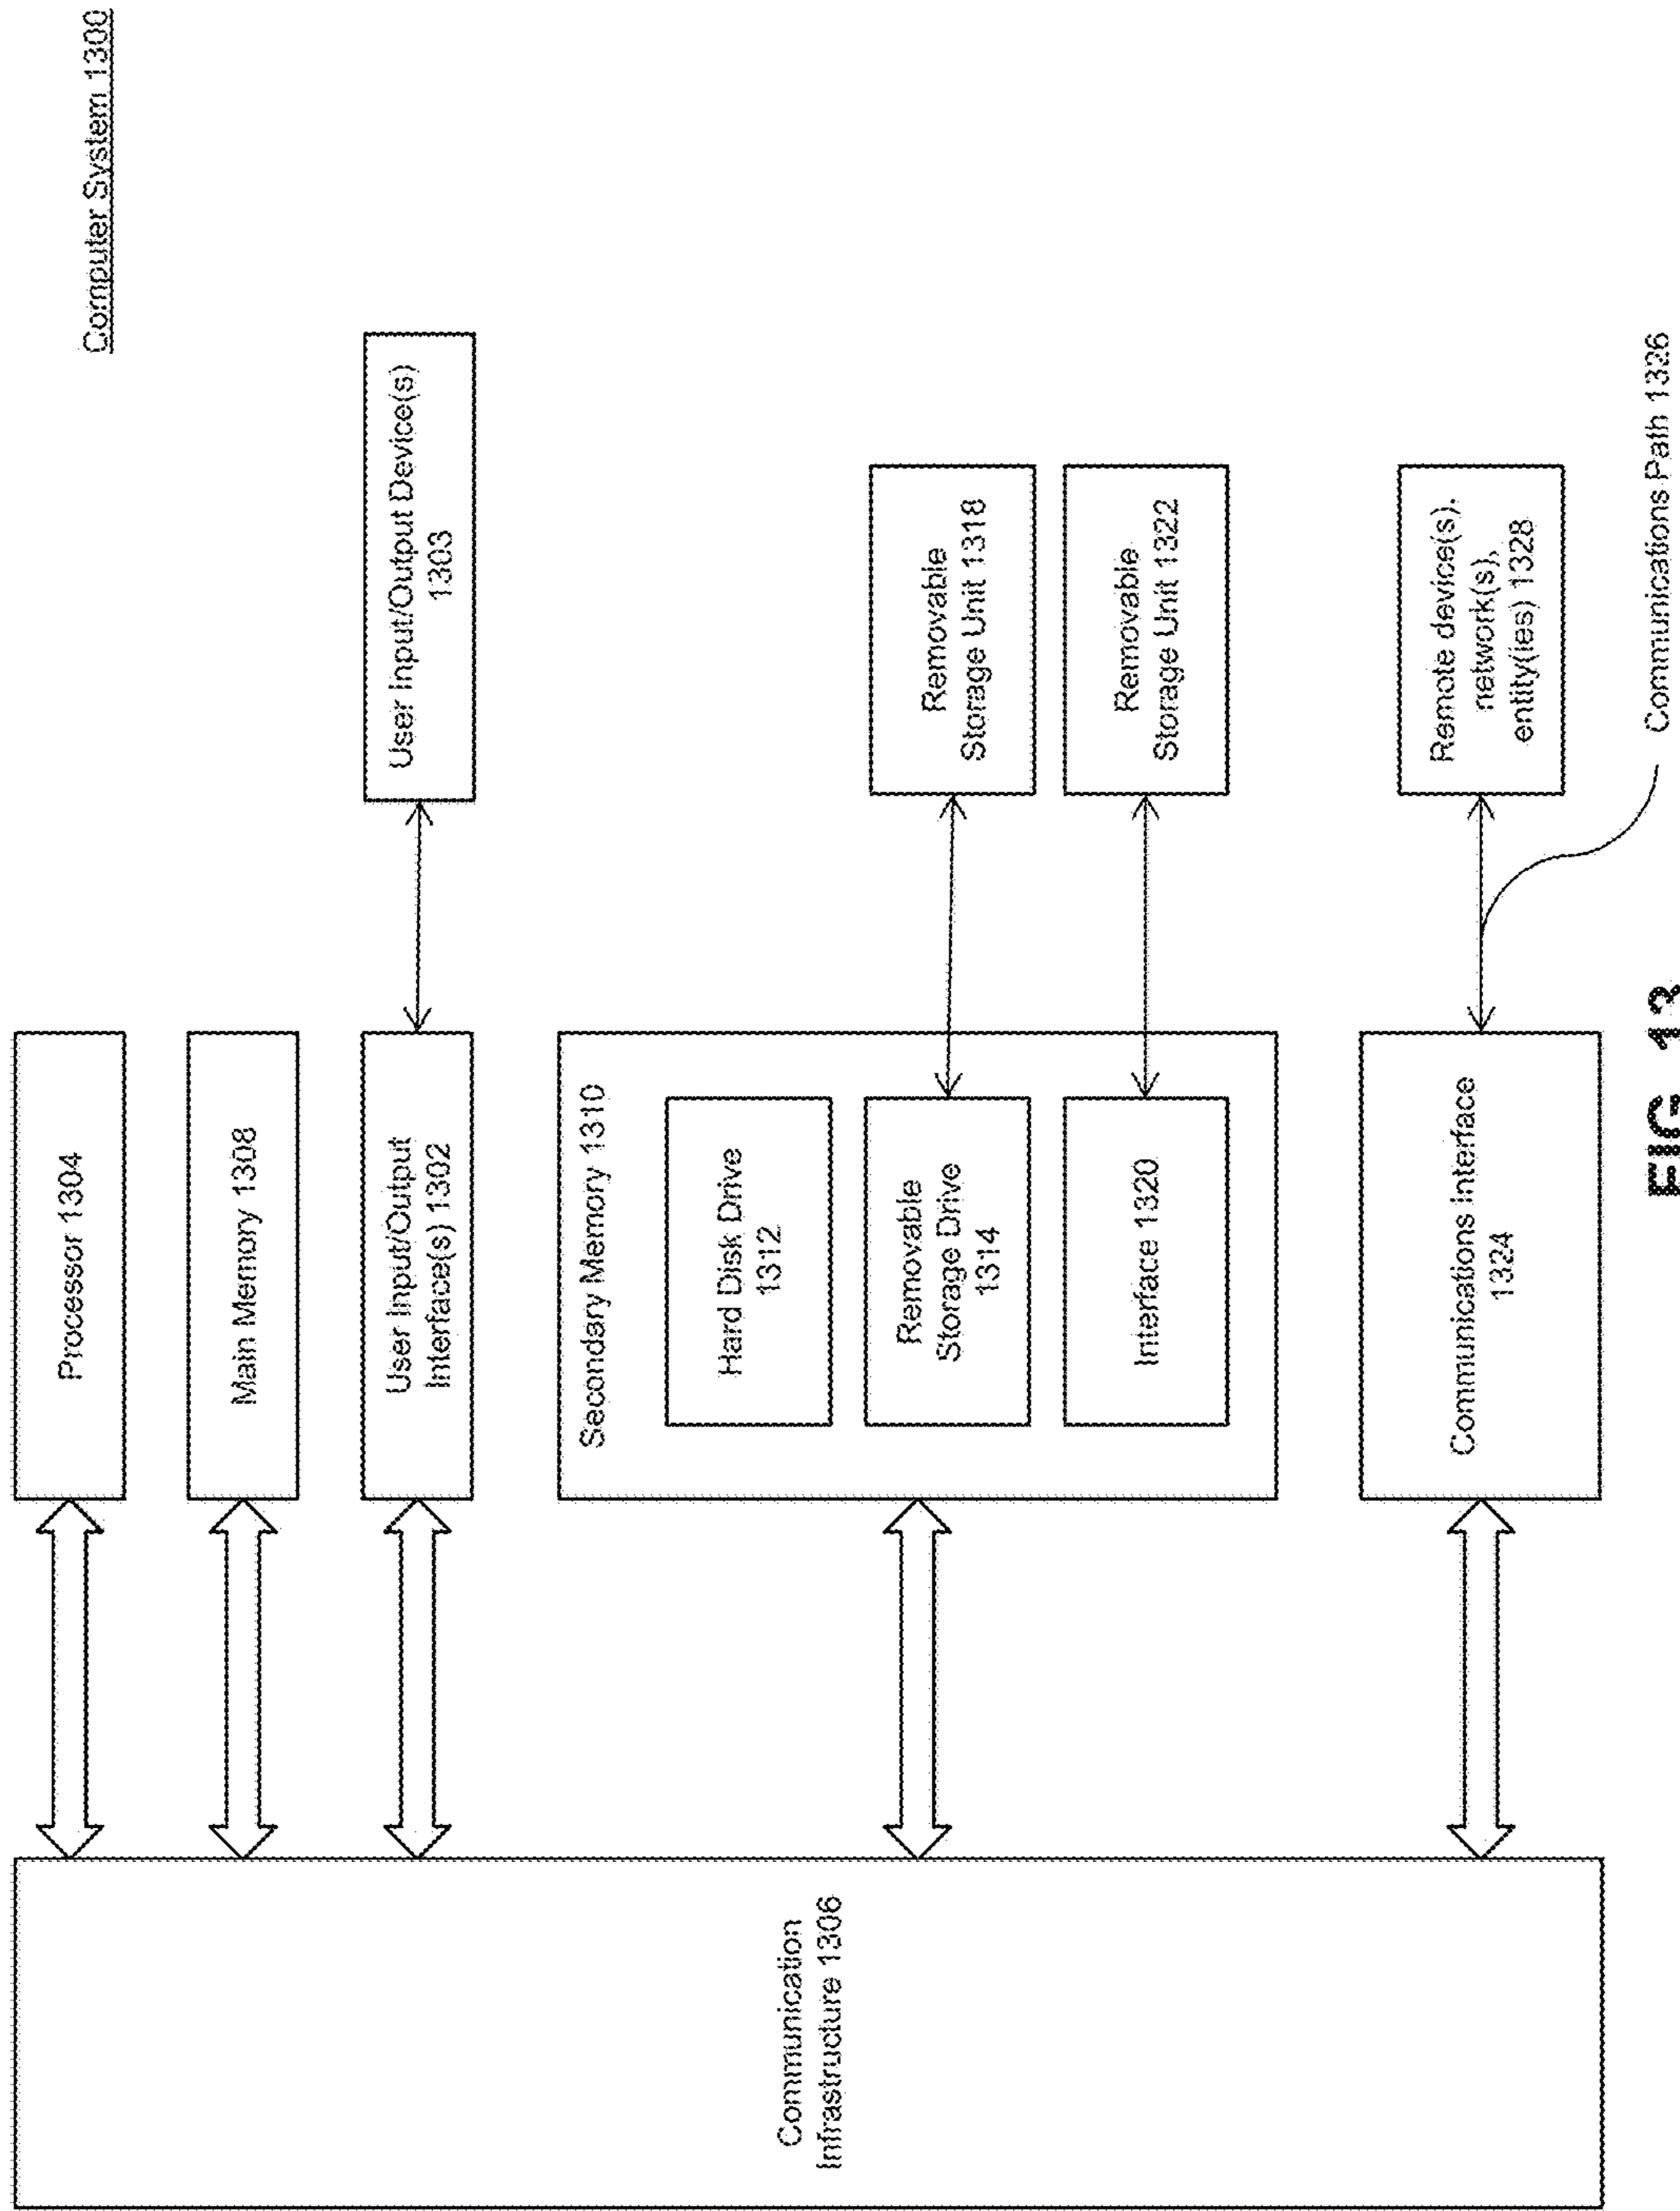 Computer System 1300
Processor 1304
Main Memory 1308
User Input/Output
Interface(s) 1302
User Input/Output Device(s)
1303
Communication
Infrastructure 1306
Secondary Memory 1310
Hard Disk Drive
1312
Removable
Storage Drive
1314
Removable
Storage Unit 1318
Interface 1320
Removable
Storage Unit 1322
Communications Interface
1324
Remote device(s),
network(s),
entity(ies) 1328
Communications Path 1326
FIG. 13